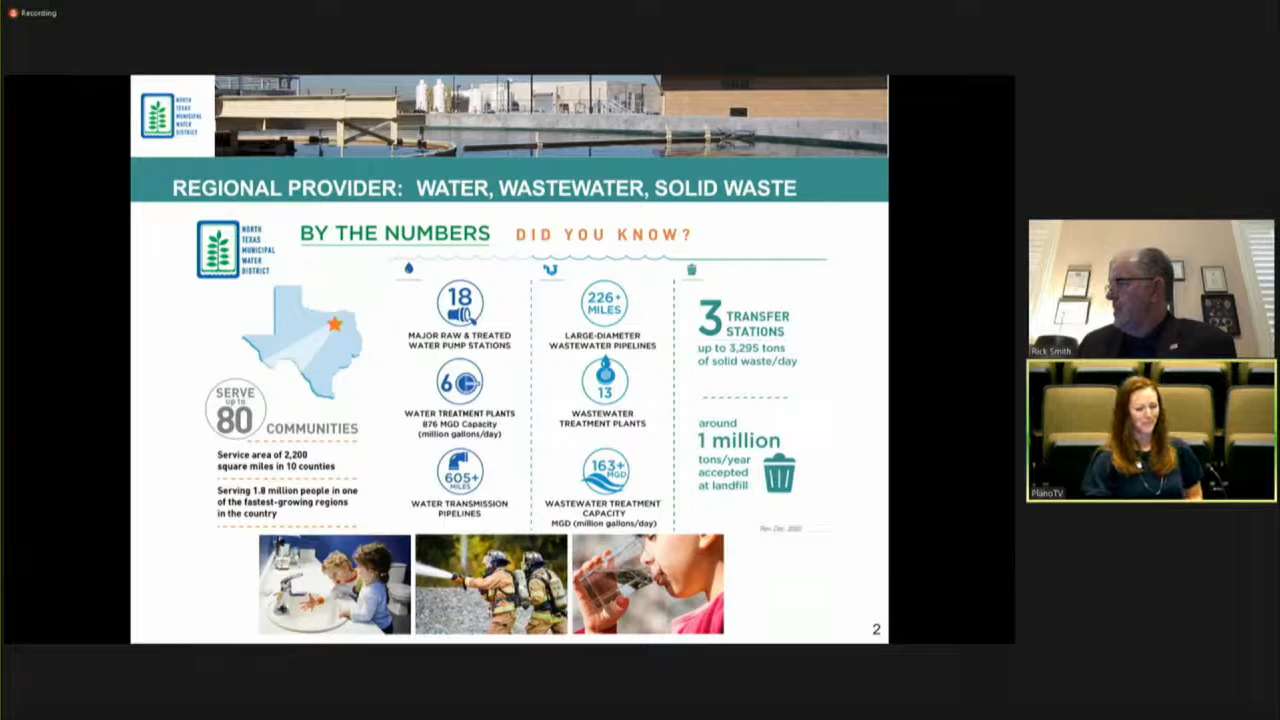 Recording
NORTH
TEXAS
MUNICIPAL
WATER
DISTRICT
REGIONAL PROVIDER: WATER, WASTEWATER, SOLID WASTE
NORTH
TEXAS
MUNICIPAL
WATER
DISTRICT
BY THE NUMBERS DID YOU KNOW?
SERVE
up to
80
COMMUNITIES
Service area of 2,200
square miles in 10 counties
Serving 1.8 million people in one
of the fastest-growing regions
in the country
18
MAJOR RAW & TREATED
WATER PUMP STATIONS
6
WATER TREATMENT PLANTS
876 MGD Capacity
(million gallons/day)
605+
MILES
WATER TRANSMISSION
PIPELINES
226+
MILES
LARGE-DIAMETER
WASTEWATER PIPELINES
13
WASTEWATER
TREATMENT PLANTS
163+
MGD
WASTEWATER TREATMENT
CAPACITY
MGD (million gallons/day)
3 TRANSFER
STATIONS
up to 3,295 tons
of solid waste/day
around
1 million
tons/year
accepted
at landfill
Rev. Dec. 2020
2
Rick Smith
PlanoTV